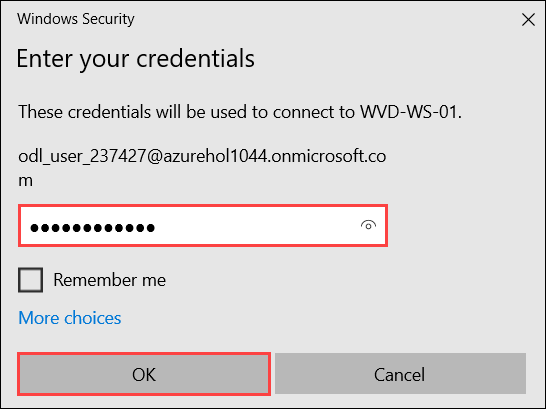 Windows Security
Enter your credentials
These credentials will be used to connect to WVD-WS-01.
odl_user_237427@azurehol1044.onmicrosoft.co
m
●●●●●●●●●●●●
Remember me
More choices
OK
Cancel